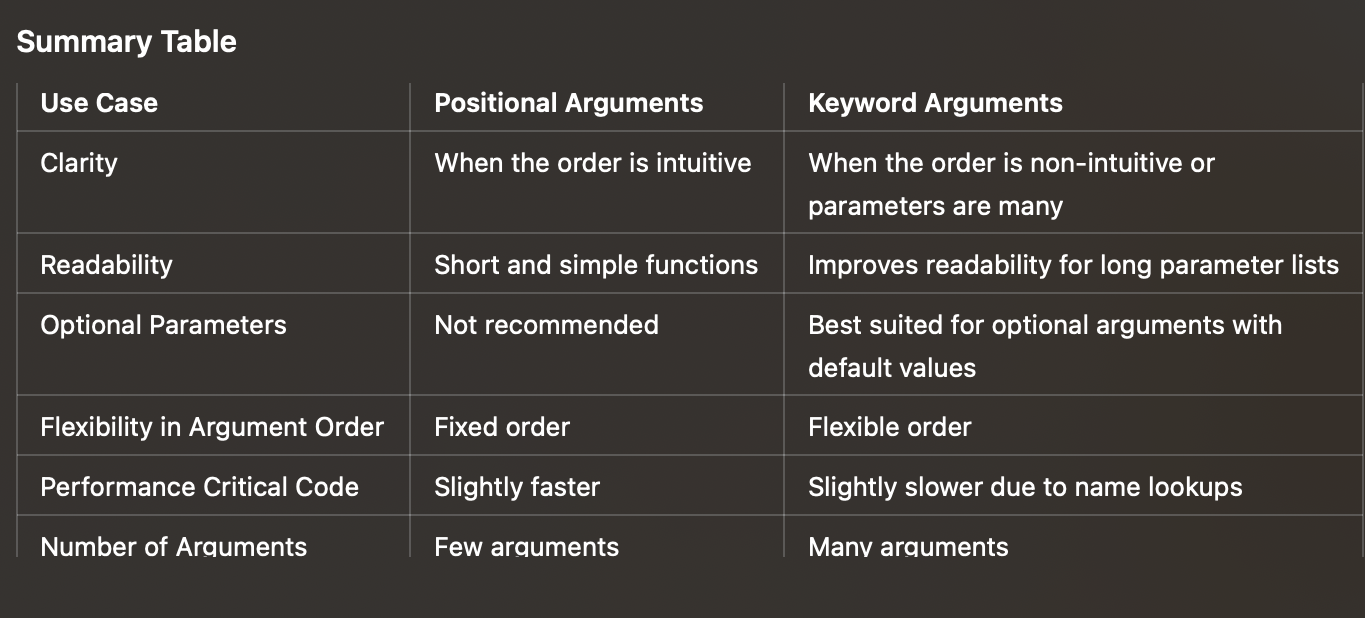 Summary Table
Use Case Positional Arguments Keyword Arguments
Clarity When the order is intuitive When the order is non-intuitive or
parameters are many
Readability Short and simple functions Improves readability for long parameter lists
Optional Parameters Not recommended Best suited for optional arguments with
default values
Flexibility in Argument Order Fixed order Flexible order
Performance Critical Code Slightly faster Slightly slower due to name lookups
Number of Arguments Few arguments Many arguments